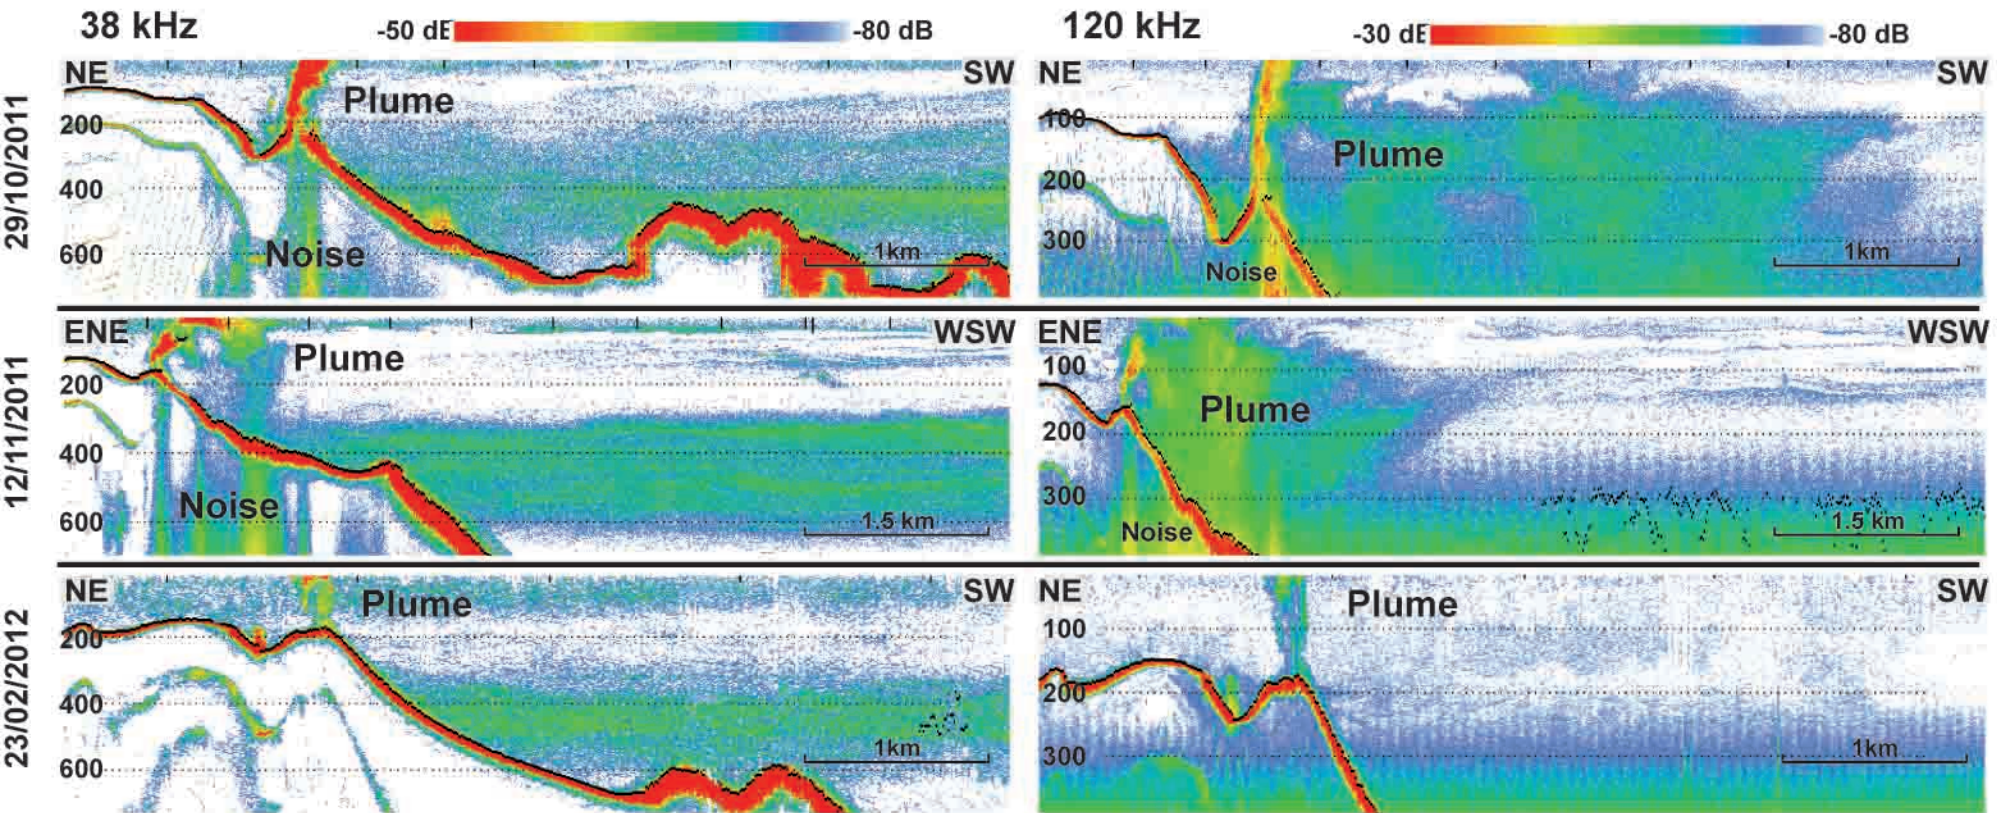 38 kHz -50 dB -80 dB
120 kHz -30 dB -80 dB
29/10/2011
NE Plume SW
200
400
600
Noise
1km
NE SW
100
Plume
200
300
Noise
1km
12/11/2011
ENE WSW
Plume
200
400
Noise
600
1.5 km
ENE WSW
100
Plume
200
300
Noise
1.5 km
23/02/2012
NE SW
Plume
200
400
600
1km
NE SW
Plume
100
200
300
1km